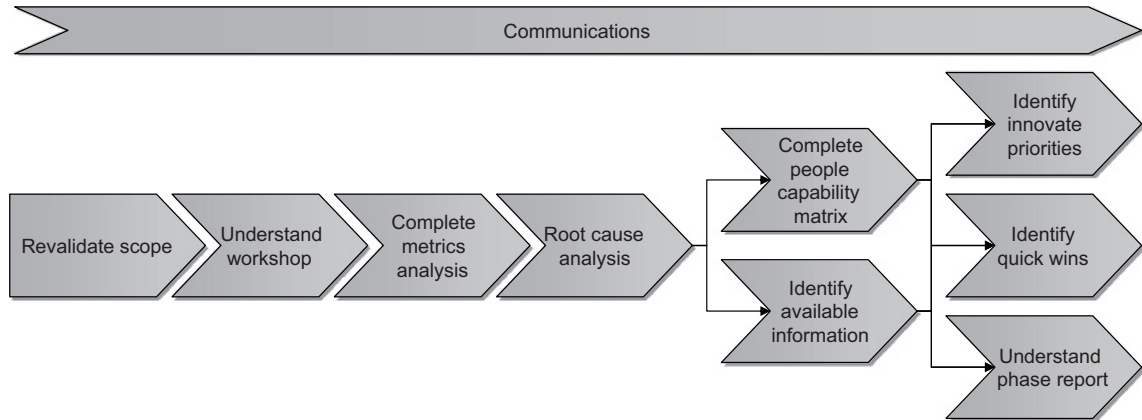 Communications
Revalidate scope
Understand
workshop
Complete
metrics
analysis
Root cause
analysis
Complete
people
capability
matrix
Identify
available
information
Identify
innovate
priorities
Identify
quick wins
Understand
phase report